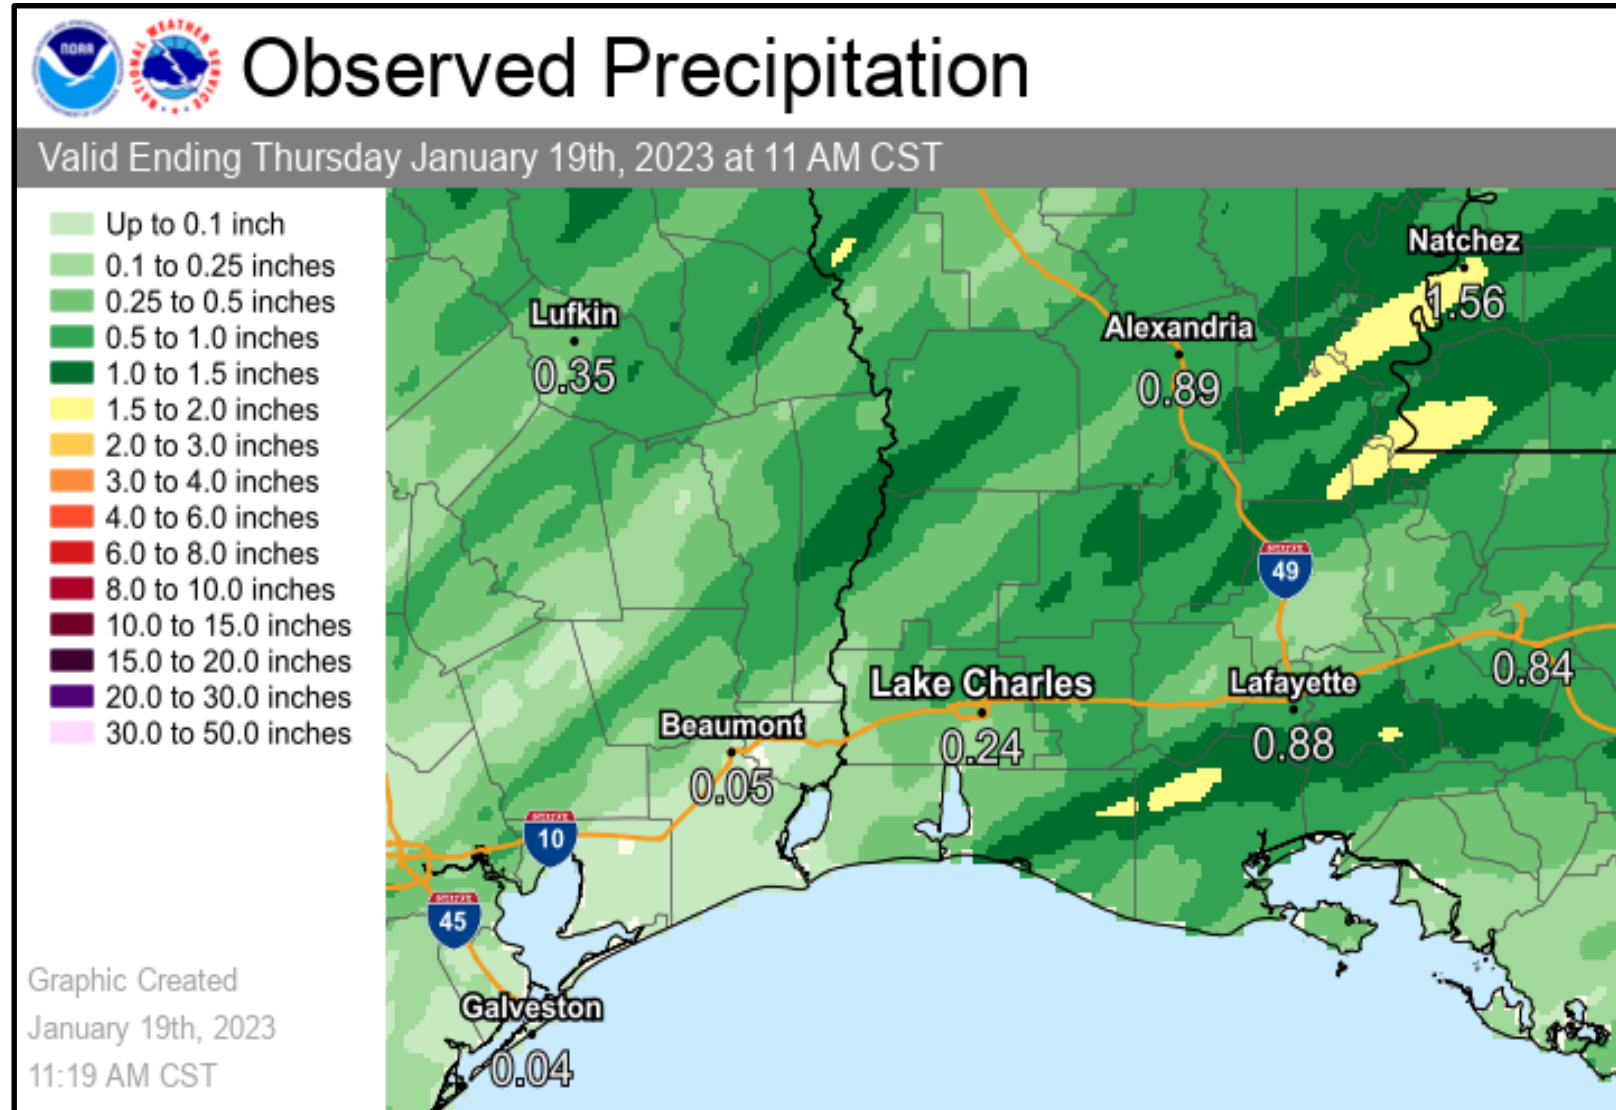 NOAA
NATIONAL WEATHER SERVICE
Observed Precipitation
Valid Ending Thursday January 19th, 2023 at 11 AM CST
Up to 0.1 inch
0.1 to 0.25 inches
0.25 to 0.5 inches
0.5 to 1.0 inches
1.0 to 1.5 inches
1.5 to 2.0 inches
2.0 to 3.0 inches
3.0 to 4.0 inches
4.0 to 6.0 inches
6.0 to 8.0 inches
8.0 to 10.0 inches
10.0 to 15.0 inches
15.0 to 20.0 inches
20.0 to 30.0 inches
30.0 to 50.0 inches
Graphic Created
January 19th, 2023
11:19 AM CST
Natchez
1.56
Lufkin
0.35
Alexandria
0.89
49
Lake Charles
0.24
Lafayette
0.88
0.84
Beaumont
0.05
10
45
Galveston
0.04